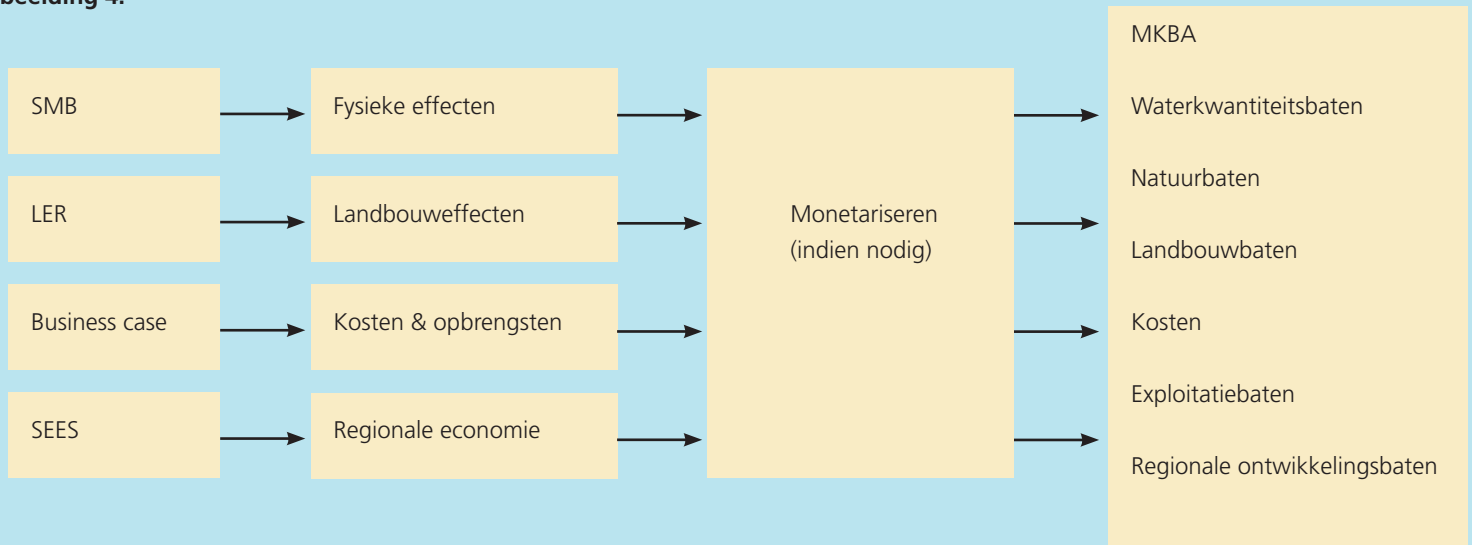 beelding 4.
SMB
Fysieke effecten
LER
Landbouweffecten
Business case
Kosten & opbrengsten
SEES
Regionale economie
Monetariseren
(indien nodig)
MKBA
Waterkwantiteitsbaten
Natuurbaten
Landbouwbaten
Kosten
Exploitatiebaten
Regionale ontwikkelingsbaten